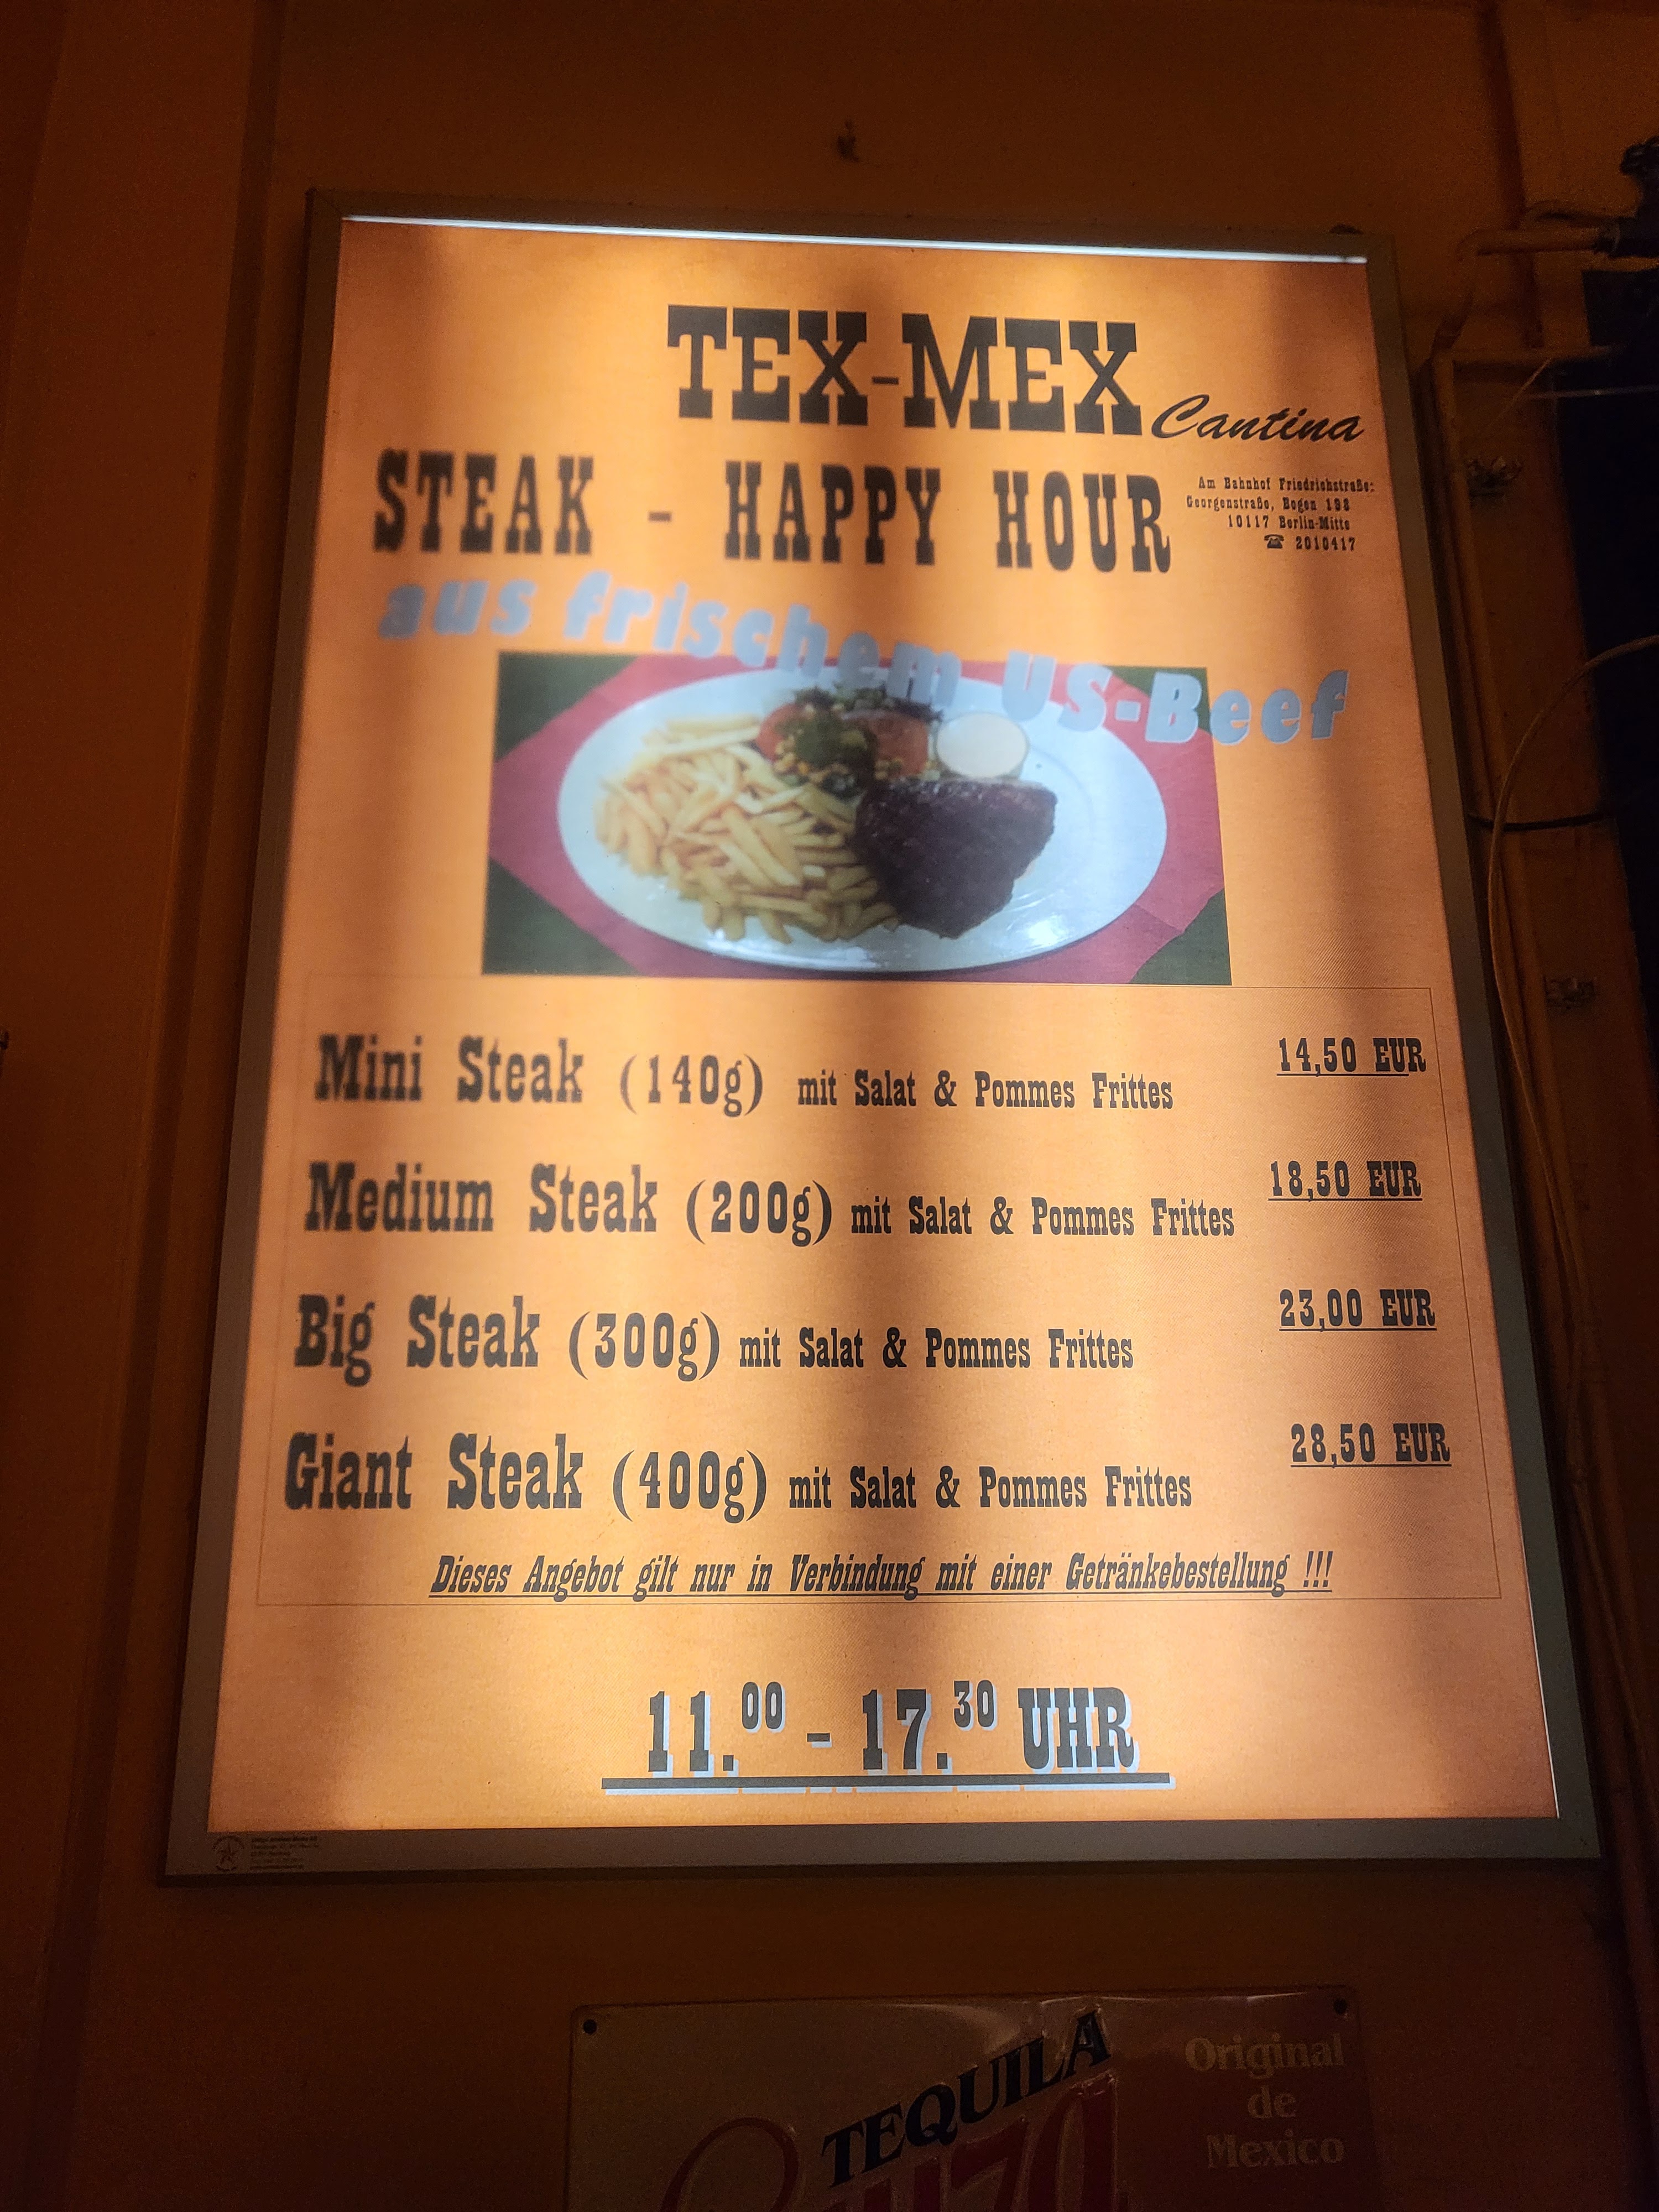 TEX-MEX Cantina
STEAK - HAPPY HOUR
Am Bahnhof Friedrichstraße:
Georgenstraße, Bogen 198
10117 Berlin-Mitte
☎ 2010417
aus frischem US-Beef
Mini Steak (140g) mit Salat & Pommes Frittes 14,50 EUR
Medium Steak (200g) mit Salat & Pommes Frittes 18,50 EUR
Big Steak (300g) mit Salat & Pommes Frittes 23,00 EUR
Giant Steak (400g) mit Salat & Pommes Frittes 28,50 EUR
Dieses Angebot gilt nur in Verbindung mit einer Getränkebestellung !!!
11.00 - 17.30 UHR
TEQUILA
Original
de
Mexico